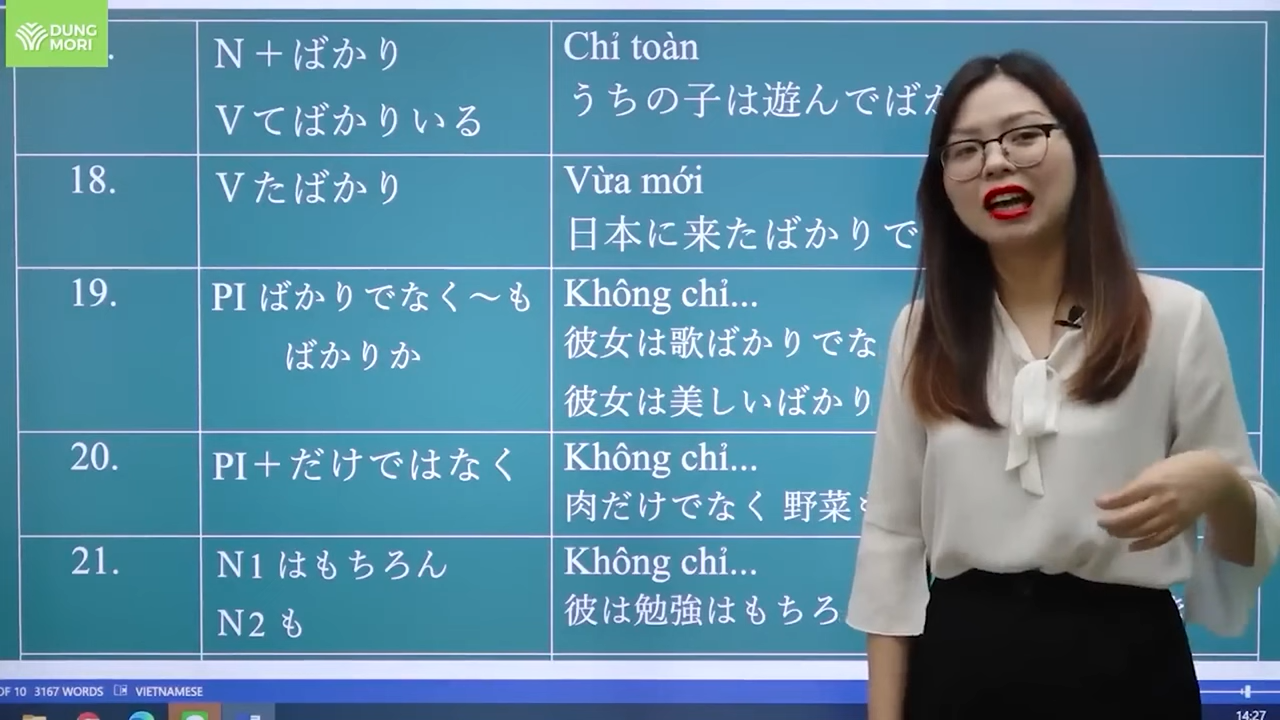 DUNG
MORI
N＋ばかり
Vてばかりいる
Chỉ toàn
うちの子は遊んでば
18.
Vたばかり
Vừa mới
日本に来たばかりで
19.
PI ばかりでなく～も
ばかりか
Không chỉ...
彼女は歌ばかりでな
彼女は美しいばかり
20.
PI＋だけではなく
Không chỉ...
肉だけでなく 野菜
21.
N1 はもちろん
N2 も
Không chỉ...
彼は勉強はもちろ
OF 10 3167 WORDS VIETNAMESE
14:27